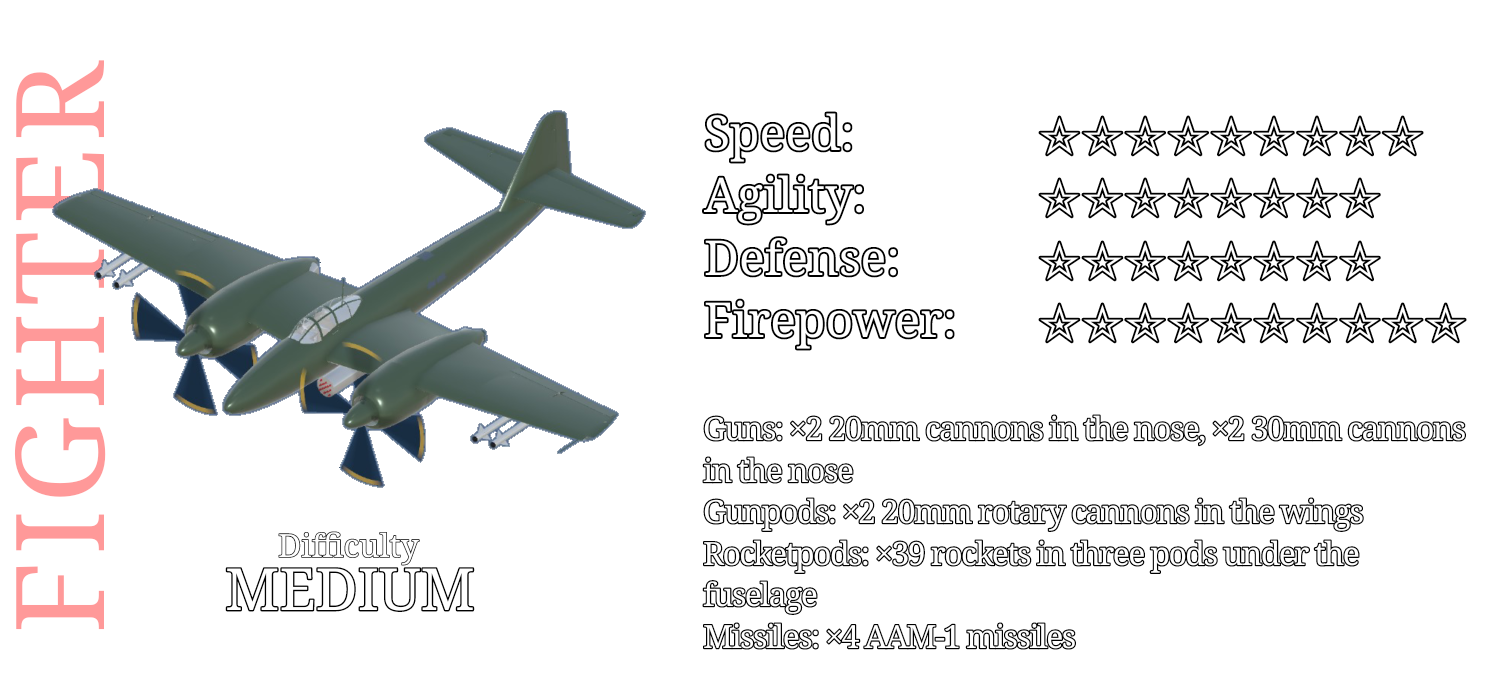 FIGHTER
Difficulty
MEDIUM
Speed: ☆☆☆☆☆☆☆☆☆
Agility: ☆☆☆☆☆☆☆☆
Defense: ☆☆☆☆☆☆☆☆
Firepower: ☆☆☆☆☆☆☆☆☆☆
Guns: ×2 20mm cannons in the nose, ×2 30mm cannons
in the nose
Gunpods: ×2 20mm rotary cannons in the wings
Rocketpods: ×39 rockets in three pods under the
fuselage
Missiles: ×4 AAM-1 missiles